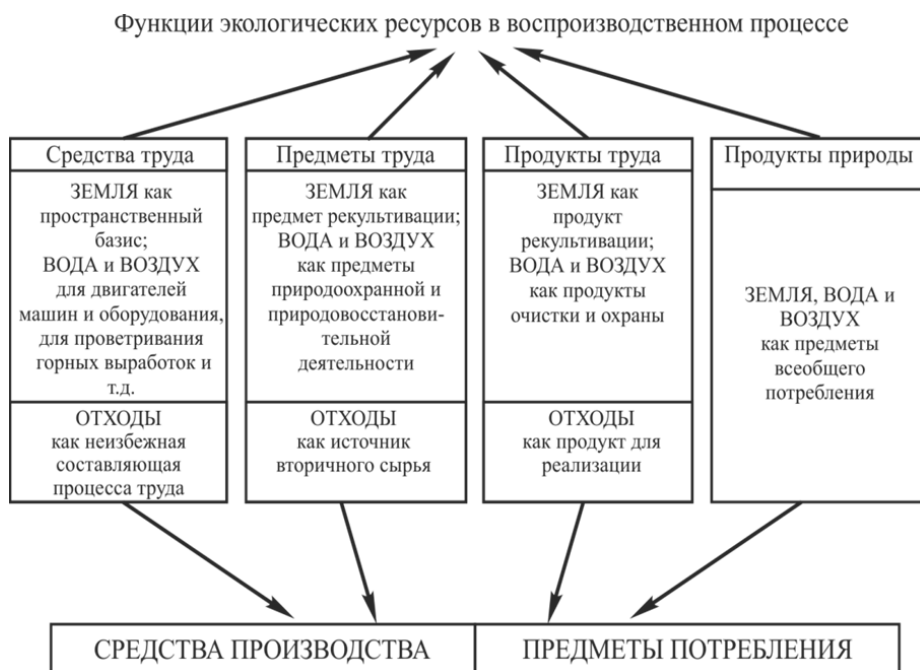 Функции экологических ресурсов в воспроизводственном процессе
Средства труда
ЗЕМЛЯ как
пространственный
базис;
ВОДА и ВОЗДУХ
для двигателей
машин и оборудования,
для проветривания
горных выработок и
т.д.
ОТХОДЫ
как неизбежная
составляющая
процесса труда
Предметы труда
ЗЕМЛЯ как
предмет рекультивации;
ВОДА и ВОЗДУХ
как предметы
природоохранной и
природовосстанови-
тельной
деятельности
ОТХОДЫ
как источник
вторичного сырья
Продукты труда
ЗЕМЛЯ как
продукт
рекультивации;
ВОДА и ВОЗДУХ
как продукты
очистки и охраны
ОТХОДЫ
как продукт для
реализации
Продукты природы
ЗЕМЛЯ, ВОДА и
ВОЗДУХ
как предметы
всеобщего
потребления
СРЕДСТВА ПРОИЗВОДСТВА
ПРЕДМЕТЫ ПОТРЕБЛЕНИЯ